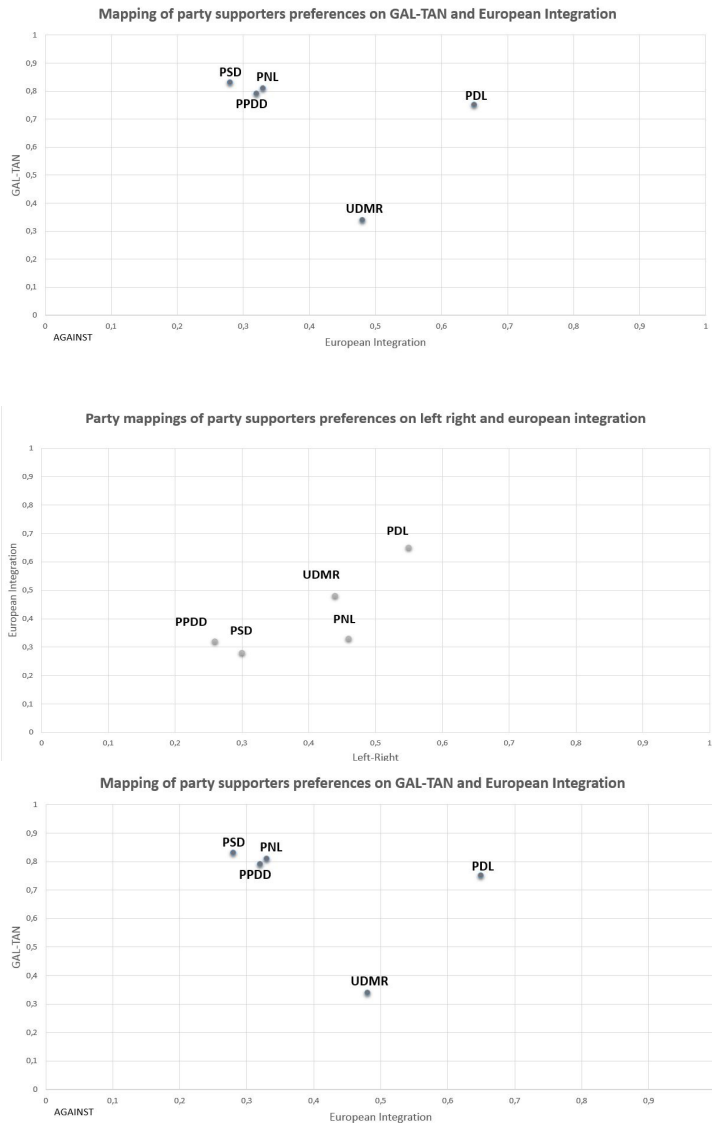 Mapping of party supporters preferences on GAL-TAN and European Integration
1
0,9
PSD
PNL
0,8
PPDD
PDL
0,7
0,6
GAL-TAN
0,5
0,4
UDMR
0,3
0,2
0,1
0
0 0,1 0,2 0,3 0,4 0,5 0,6 0,7 0,8 0,9 1
AGAINST
European Integration
Party mappings of party supporters preferences on left right and european integration
1
0,9
0,8
0,7
PDL
0,6
European Integration
UDMR
0,5
0,4
PPDD
PSD
PNL
0,3
0,2
0,1
0
0 0,1 0,2 0,3 0,4 0,5 0,6 0,7 0,8 0,9 1
Left-Right
Mapping of party supporters preferences on GAL-TAN and European Integration
1
0,9
PSD
PNL
0,8
PPDD
PDL
0,7
0,6
GAL-TAN
0,5
0,4
UDMR
0,3
0,2
0,1
0
0 0,1 0,2 0,3 0,4 0,5 0,6 0,7 0,8 0,9
AGAINST
European Integration